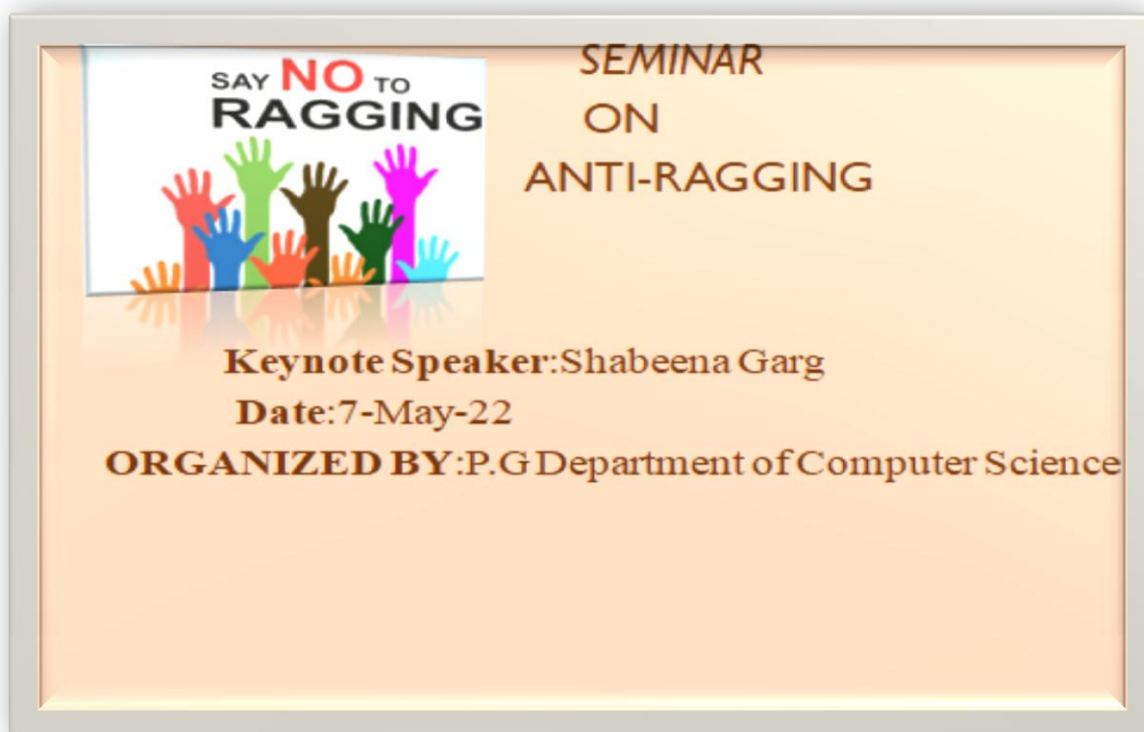 SAY NO TO
RAGGING
SEMINAR
ON
ANTI-RAGGING
Keynote Speaker:Shabeena Garg
Date:7-May-22
ORGANIZED BY:P.G Department of Computer Science